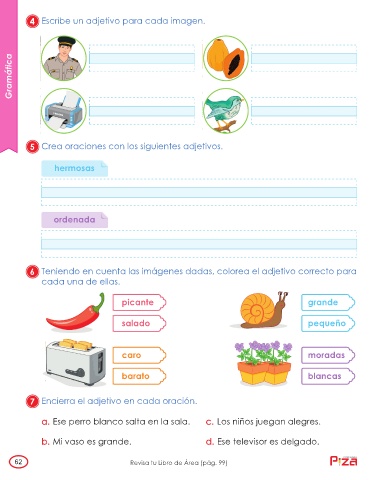 Gramática
4 Escribe un adjetivo para cada imagen.
5 Crea oraciones con los siguientes adjetivos.
hermosas
ordenada
6 Teniendo en cuenta las imágenes dadas, colorea el adjetivo correcto para
cada una de ellas.
picante
salado
grande
pequeño
caro
barato
moradas
blancas
7 Encierra el adjetivo en cada oración.
a. Ese perro blanco salta en la sala.
b. Mi vaso es grande.
c. Los niños juegan alegres.
d. Ese televisor es delgado.
62
Revisa tu Libro de Área (pág. 99)